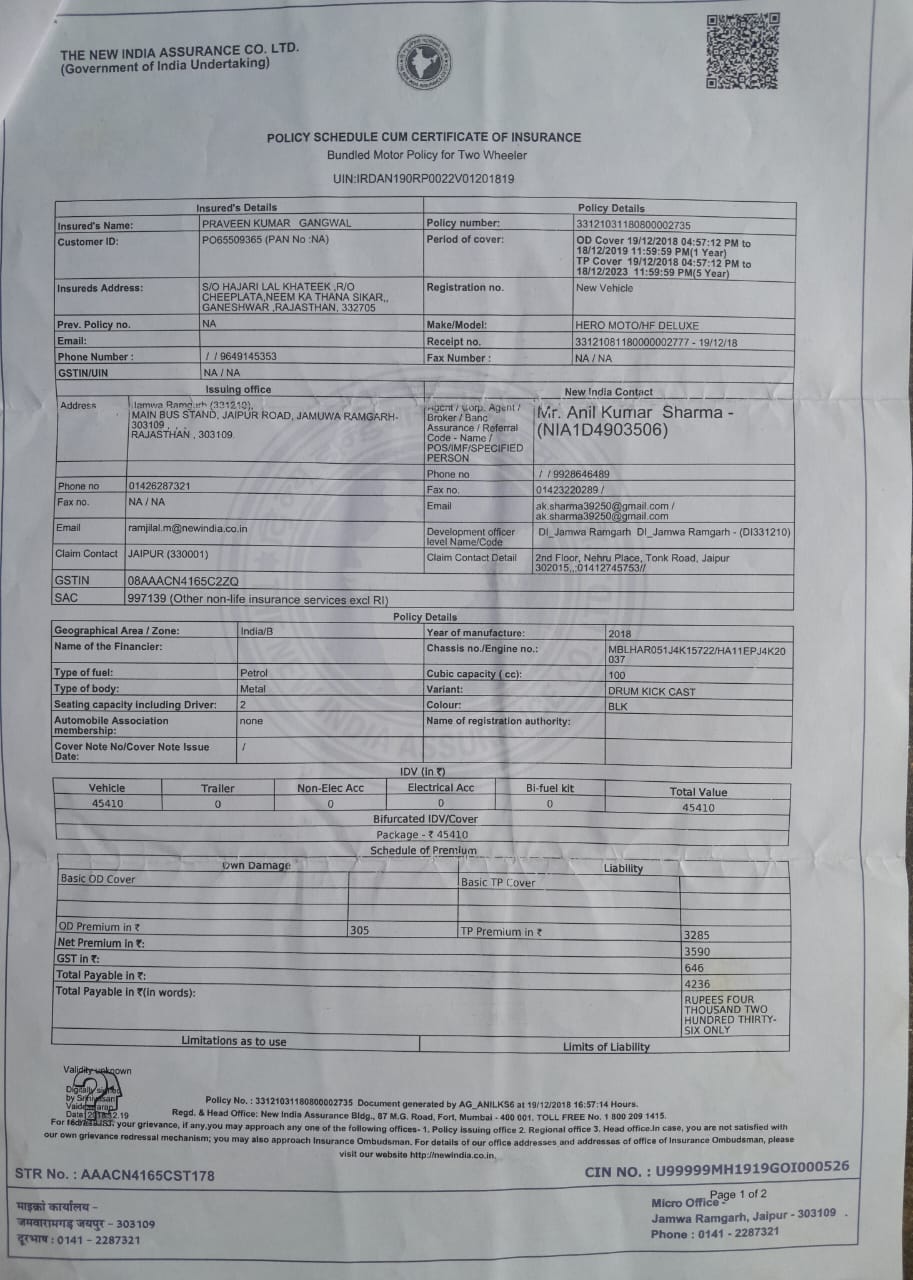 THE NEW INDIA ASSURANCE CO. LTD.
(Government of India Undertaking)
POLICY SCHEDULE CUM CERTIFICATE OF INSURANCE
Bundled Motor Policy for Two Wheeler
UIN:IRDAN190RP0022V01201819
Insured's Details Policy Details
Insured's Name: PRAVEEN KUMAR GANGWAL Policy number: 33121031180800002735
Customer ID: PO65509365 (PAN No :NA) Period of cover: OD Cover 19/12/2018 04:57:12 PM to
18/12/2019 11:59:59 PM(1 Year)
TP Cover 19/12/2018 04:57:12 PM to
18/12/2023 11:59:59 PM(5 Year)
Insureds Address: S/O HAJARI LAL KHATEEK ,R/O Registration no. New Vehicle
CHEEPLATA,NEEM KA THANA SIKAR,,
GANESHWAR ,RAJASTHAN, 332705
Prev. Policy no. NA Make/Model: HERO MOTO/HF DELUXE
Email: Receipt no. 33121081180000002777 - 19/12/18
Phone Number : / / 9649145353 Fax Number : NA / NA
GSTIN/UIN NA / NA
Issuing office New India Contact
Address Jamwa Ramgurh (331210), Agent / Corp. Agent / Mr. Anil Kumar Sharma -
MAIN BUS STAND, JAIPUR ROAD, JAMUWA RAMGARH- Broker / Banc (NIA1D4903506)
303109 , , , Assurance / Referral
RAJASTHAN , 303109. Code - Name /
POS/IMF/SPECIFIED
PERSON
Phone no / / 9928646489
Phone no 01426287321 Fax no. 01423220289 /
Fax no. NA / NA Email ak.sharma39250@gmail.com /
ak.sharma39250@gmail.com
Email ramjilal.m@newindia.co.in Development officer DI_Jamwa Ramgarh DI_Jamwa Ramgarh - (DI331210)
level Name/Code
Claim Contact JAIPUR (330001) Claim Contact Detail 2nd Floor, Nehru Place, Tonk Road, Jaipur
302015,,;01412745753//
GSTIN 08AAACN4165C2ZQ
SAC 997139 (Other non-life insurance services excl RI)
Policy Details
Geographical Area / Zone: India/B Year of manufacture: 2018
Name of the Financier: Chassis no./Engine no.: MBLHAR051J4K15722/HA11EPJ4K20
037
Type of fuel: Petrol Cubic capacity ( cc): 100
Type of body: Metal Variant: DRUM KICK CAST
Seating capacity including Driver: 2 Colour: BLK
Automobile Association none Name of registration authority:
membership:
Cover Note No/Cover Note Issue /
Date:
IDV (in ₹)
Vehicle Trailer Non-Elec Acc Electrical Acc Bi-fuel kit Total Value
45410 0 0 0 0 45410
Bifurcated IDV/Cover
Package - ₹ 45410
Schedule of Premium
Own Damage Liability
Basic OD Cover Basic TP Cover
OD Premium in ₹ 305 TP Premium in ₹ 3285
Net Premium in ₹: 3590
GST in ₹: 646
Total Payable in ₹: 4236
Total Payable in ₹(in words): RUPEES FOUR
THOUSAND TWO
HUNDRED THIRTY-
SIX ONLY
Limitations as to use Limits of Liability
Validity unknown
Digitally signed
by Srinivasan
Date: 2018.12.19
Policy No. : 33121031180800002735 Document generated by AG_ANILKS6 at 19/12/2018 16:57:14 Hours.
Regd. & Head Office: New India Assurance Bldg., 87 M.G. Road, Fort, Mumbai - 400 001. TOLL FREE No. 1 800 209 1415.
For redressal of your grievance, if any,you may approach any one of the following offices- 1. Policy issuing office 2. Regional office 3. Head office.In case, you are not satisfied with
our own grievance redressal mechanism; you may also approach Insurance Ombudsman. For details of our office addresses and addresses of office of Insurance Ombudsman, please
visit our website http://newindia.co.in.
STR No. : AAACN4165CST178 CIN NO. : U99999MH1919GOI000526
Page 1 of 2
माइक्रो कार्यालय - Micro Office -
जमवारामगढ़ जयपुर - 303109 Jamwa Ramgarh, Jaipur - 303109
दूरभाष : 0141 - 2287321 Phone : 0141 - 2287321